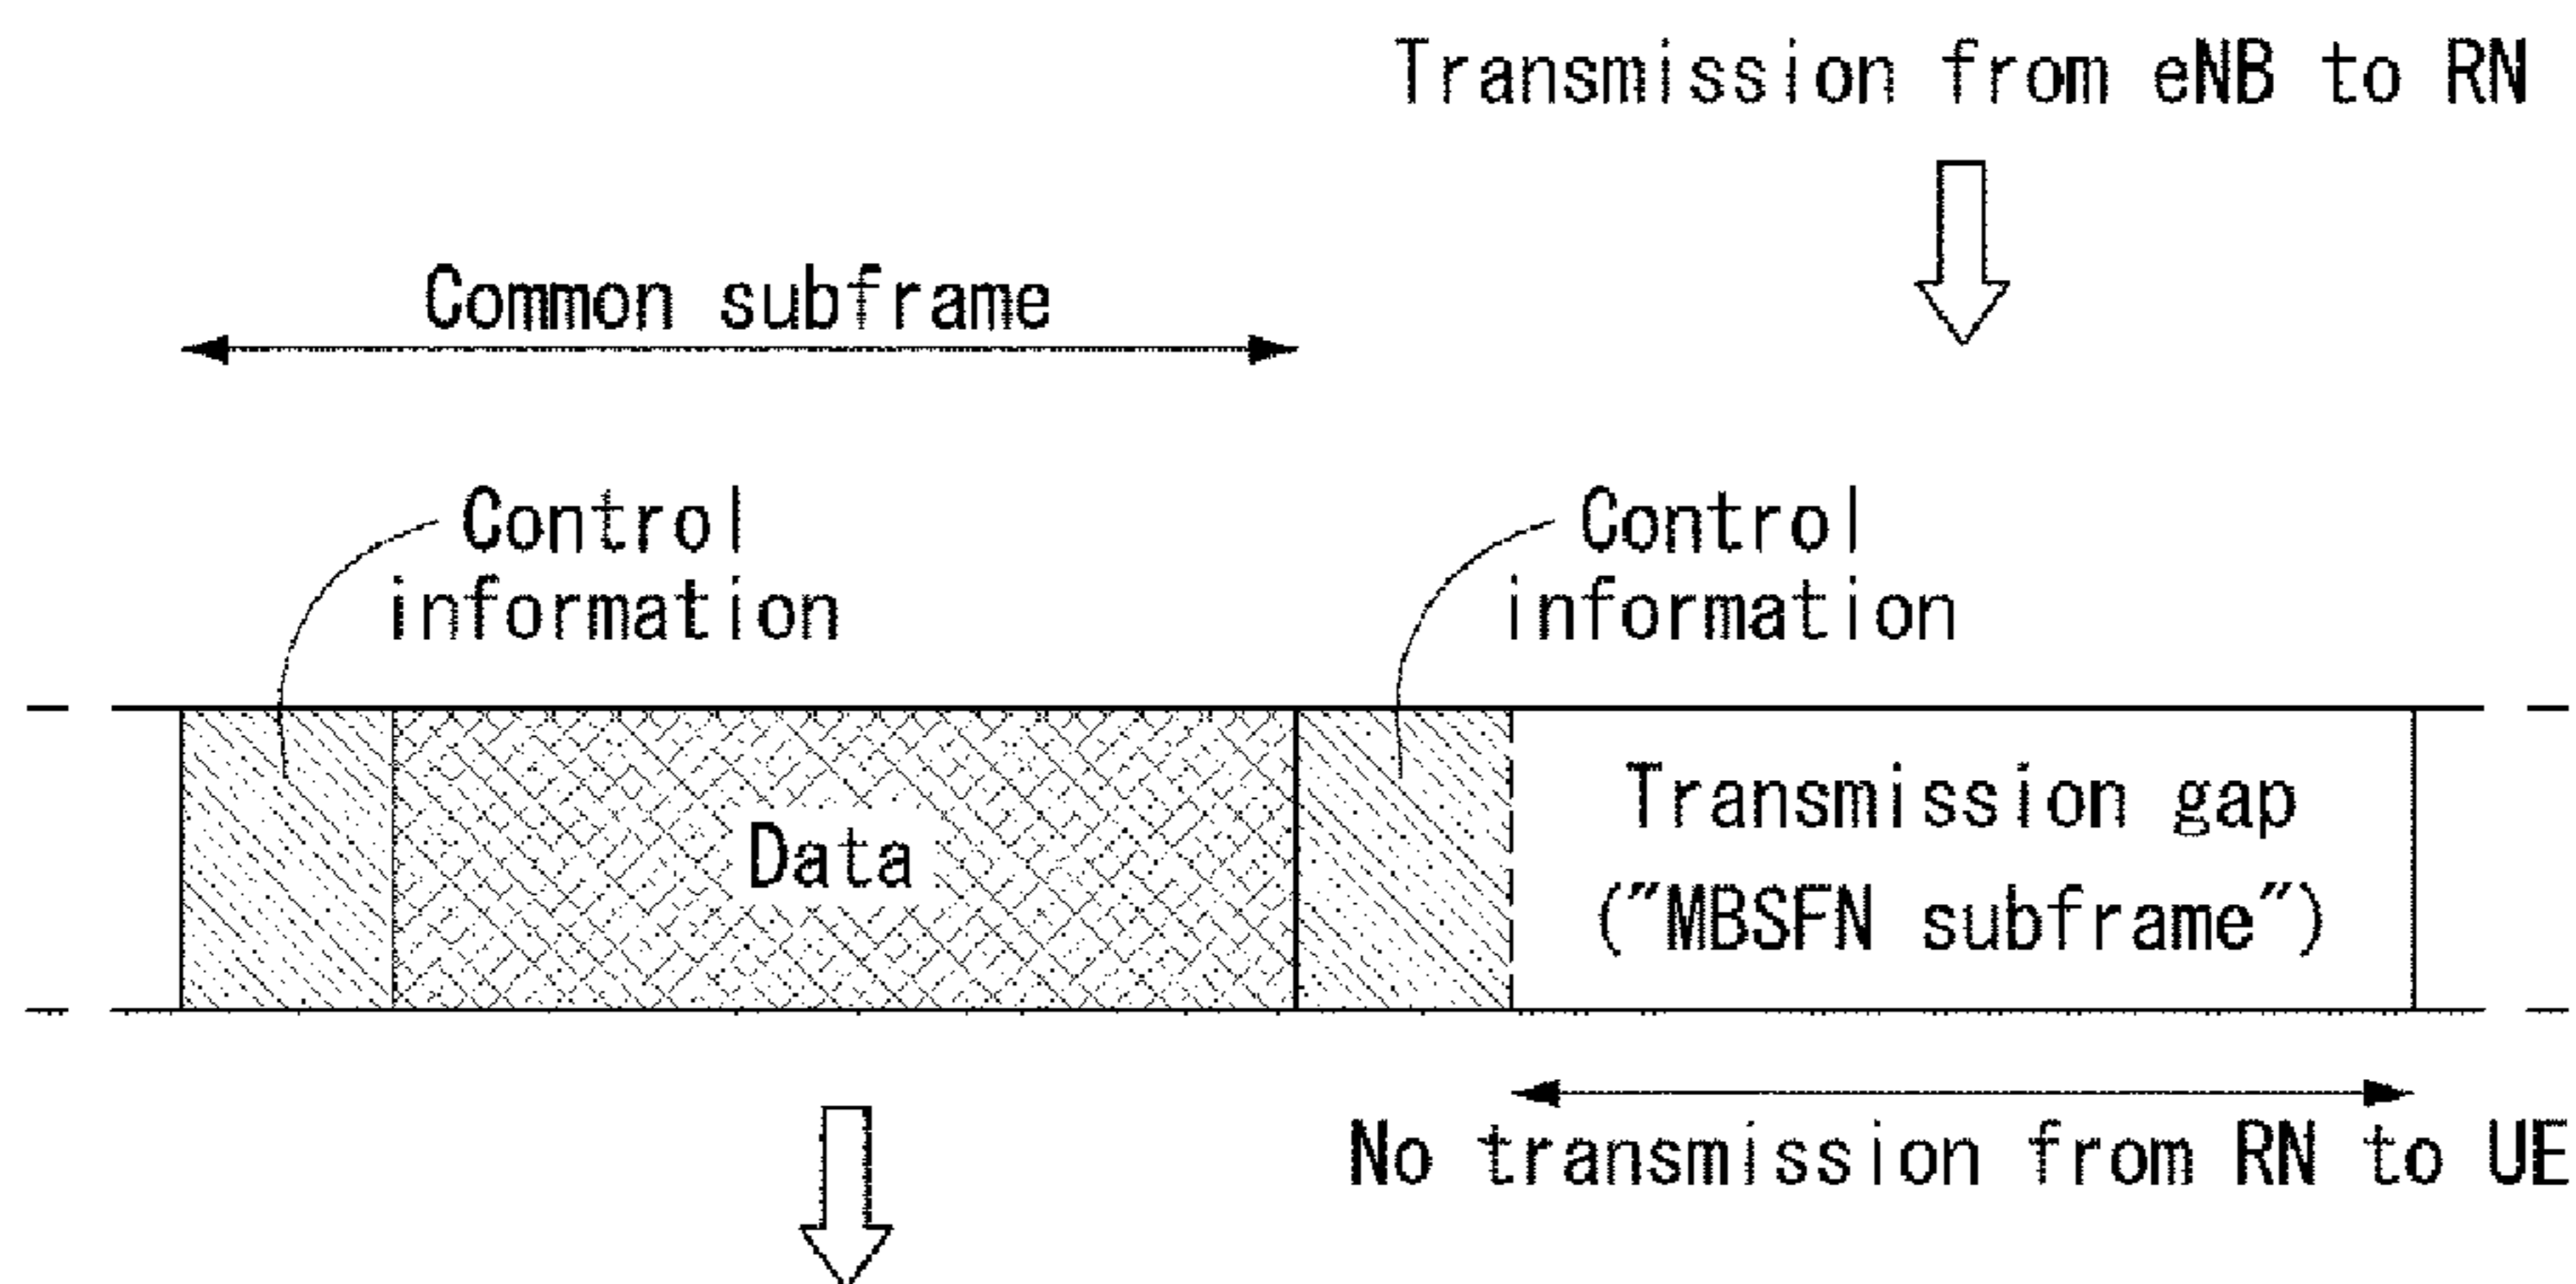 Transmission from eNB to RN
Common subframe
Control
information
Control
information
Data
Transmission gap
("MBSFN subframe")
No transmission from RN to UE